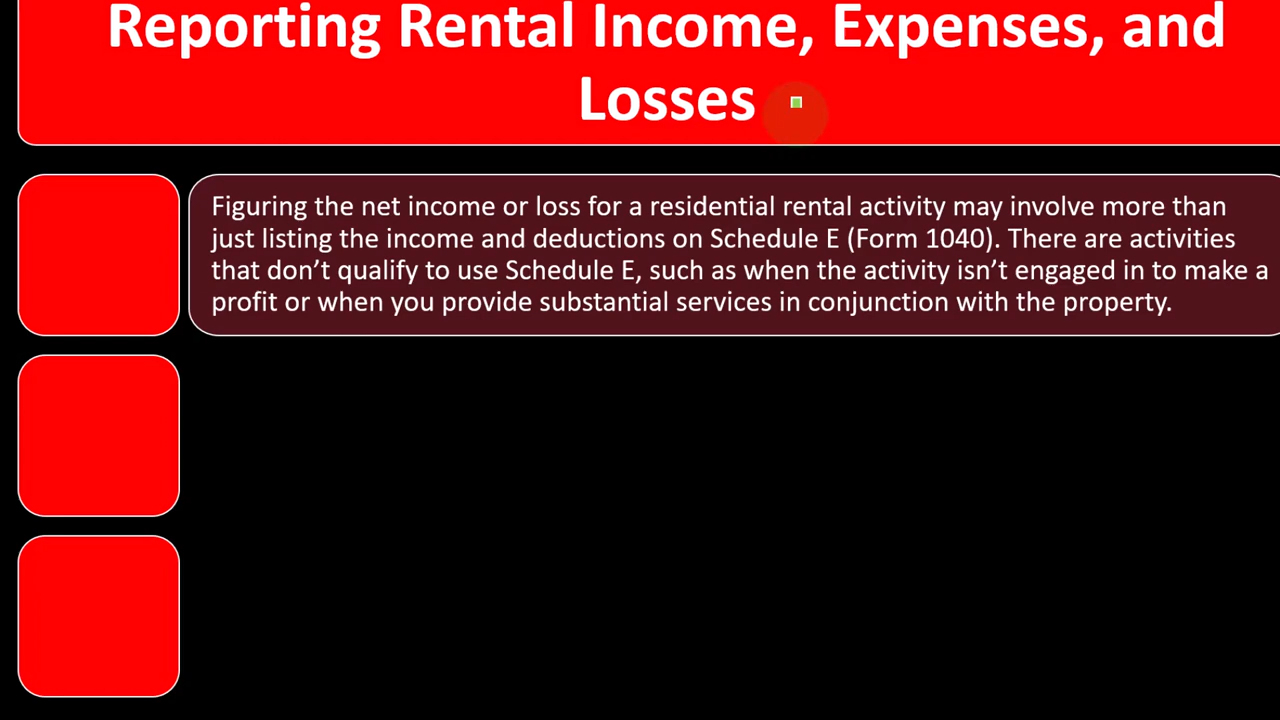 Reporting Rental Income, Expenses, and
Losses
Figuring the net income or loss for a residential rental activity may involve more than
just listing the income and deductions on Schedule E (Form 1040). There are activities
that don’t qualify to use Schedule E, such as when the activity isn’t engaged in to make a
profit or when you provide substantial services in conjunction with the property.